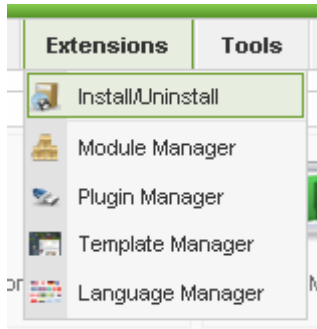 Extensions Tools
Install/Uninstall
Module Manager
Plugin Manager
Template Manager
Language Manager